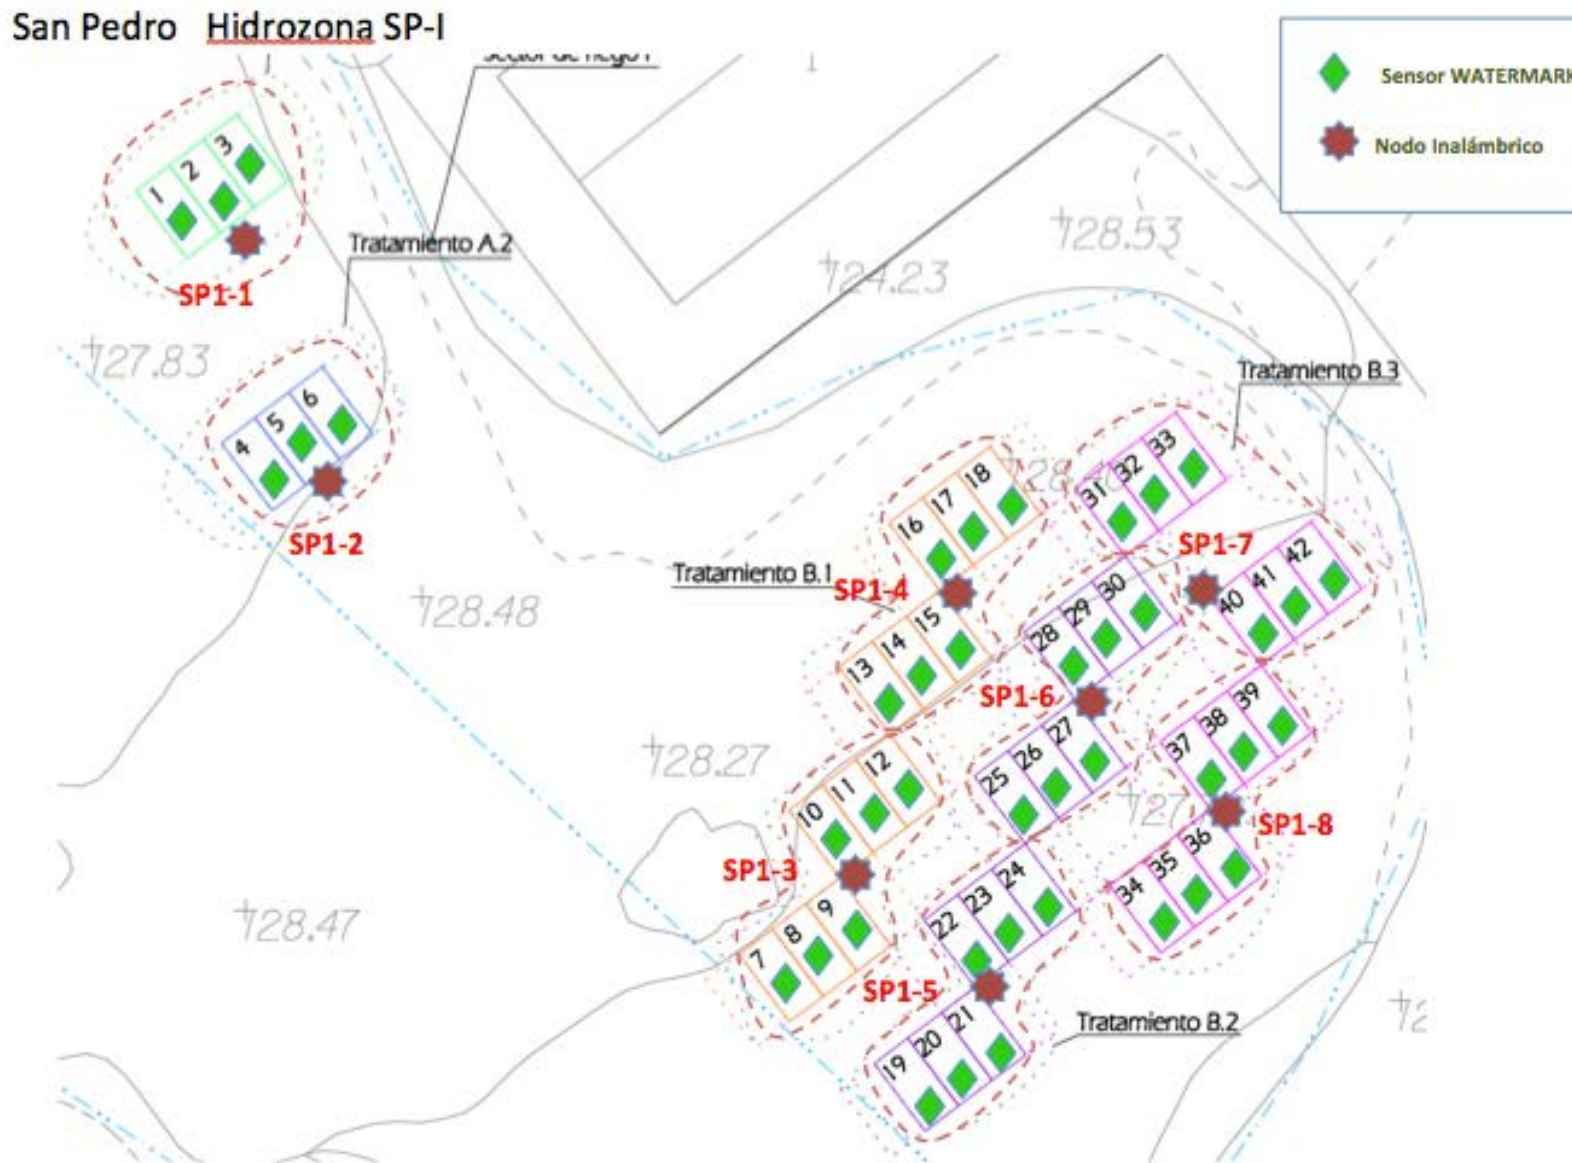 San Pedro Hidrozona SP-I
Sensor WATERMARK
Nodo Inalámbrico
1 2 3
SP1-1
Tratamiento A.2
128.53
124.23
127.83
4 5 6
SP1-2
Tratamiento B.3
31 32 33
16 17 18
SP1-7
40 41 42
Tratamiento B.1
SP1-4
128.48
13 14 15
28 29 30
SP1-6
37 38 39
128.27
25 26 27
127
10 11 12
SP1-8
SP1-3
34 35 36
128.47
7 8 9
22 23 24
SP1-5
Tratamiento B.2
19 20 21